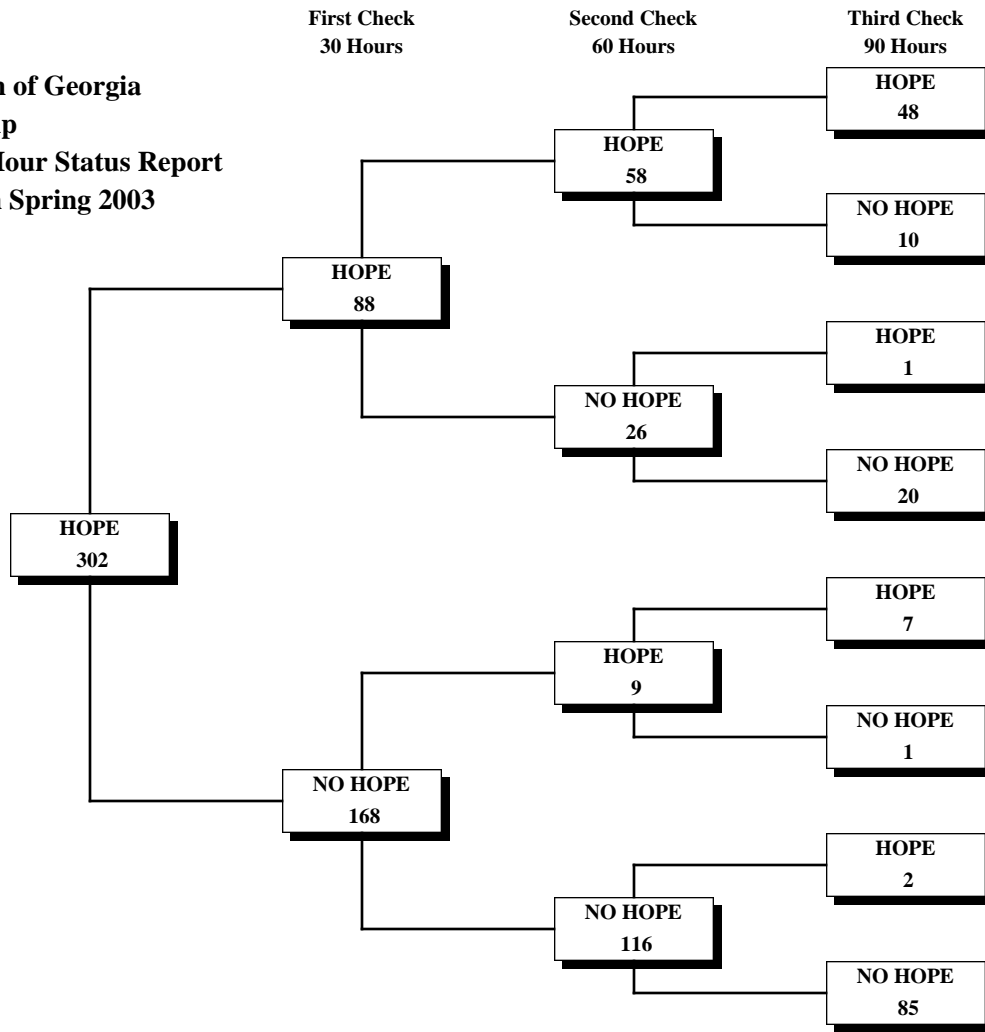 First Check
30 Hours
Second Check
60 Hours
Third Check
90 Hours
of Georgia
Hour Status Report
Spring 2003
HOPE
302
HOPE
88
NO HOPE
168
HOPE
58
NO HOPE
26
HOPE
9
NO HOPE
116
HOPE
48
NO HOPE
10
HOPE
1
NO HOPE
20
HOPE
7
NO HOPE
1
HOPE
2
NO HOPE
85